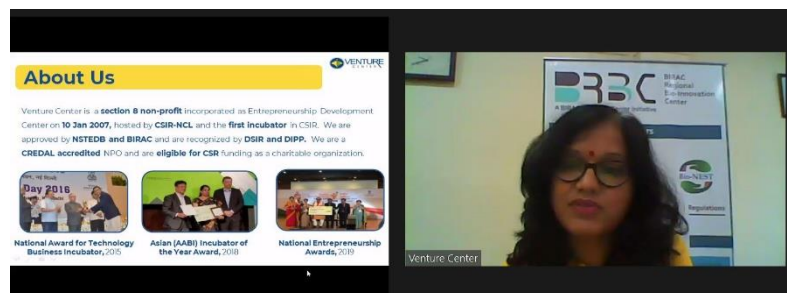 VENTURE
CENTER
About Us
Venture Center is a section 8 non-profit incorporated as Entrepreneurship Development
Center on 10 Jan 2007, hosted by CSIR-NCL and the first incubator in CSIR. We are
approved by NSTEDB and BIRAC and are recognized by DSIR and DIPP. We are a
CREDAL accredited NPO and are eligible for CSR funding as a charitable organization.
Day 2016
National Award for Technology
Business Incubator, 2015
Asian (AABI) Incubator of
the Year Award, 2018
National Entrepreneurship
Awards, 2019
BIRAC
Regional
Bio-Innovation
Center
Bio-NEST
Regulations
Venture Center